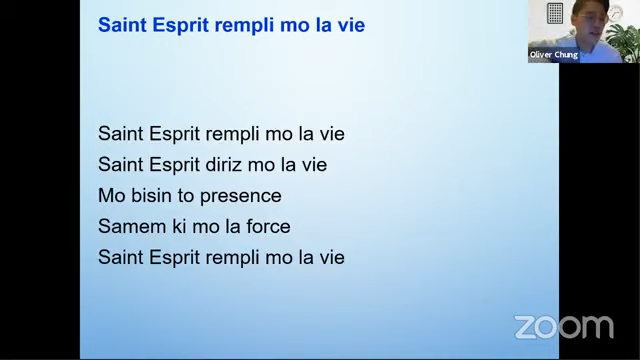 Saint Esprit rempli mo la vie
Oliver Chung
Saint Esprit rempli mo la vie
Saint Esprit diriz mo la vie
Mo bisin to presence
Samem ki mo la force
Saint Esprit rempli mo la vie
zoom